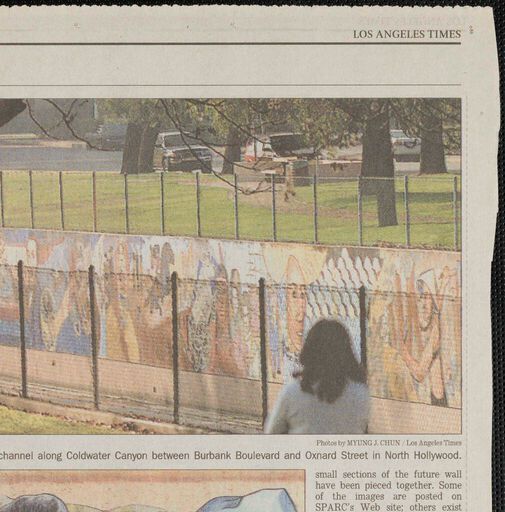 LOS ANGELES TIMES
Photos by MYUNG J. CHUN / Los Angeles Times
channel along Coldwater Canyon between Burbank Boulevard and Oxnard Street in North Hollywood.
small sections of the future wall
have been pieced together. Some
of the images are posted on
SPARC's Web site; others exist